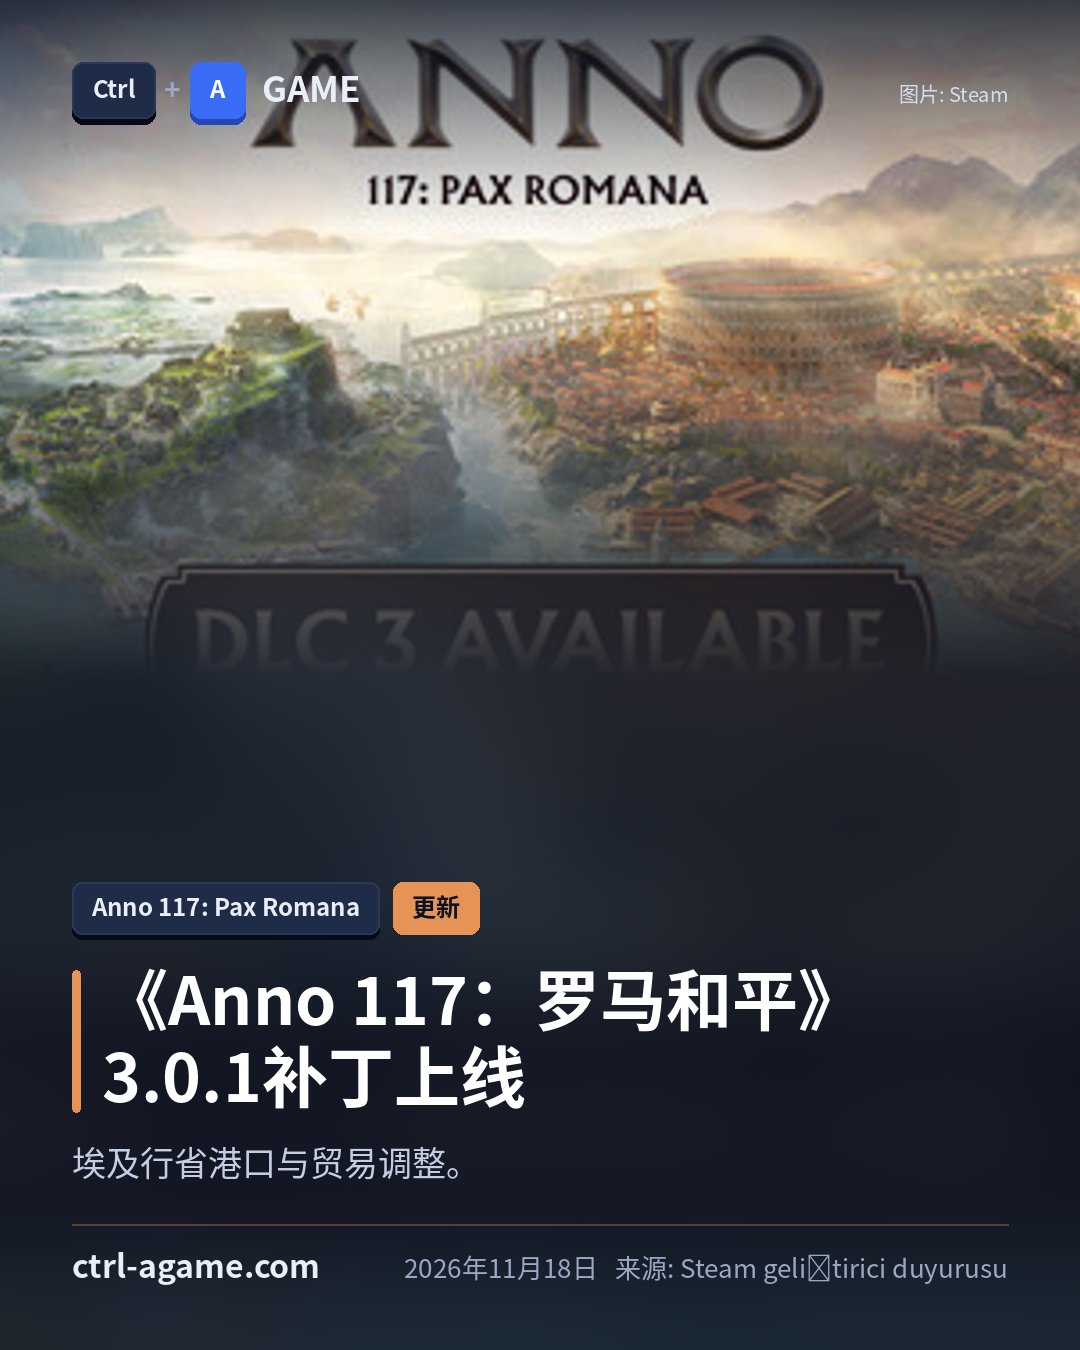 Ctrl + A GAME
图片: Steam
ANNO
117: PAX ROMANA
DLC 3 AVAILABLE
Anno 117: Pax Romana
更新
《Anno 117：罗马和平》
3.0.1补丁上线
埃及行省港口与贸易调整。
ctrl-agame.com
2026年11月18日 来源: Steam geli☒tirici duyurusu